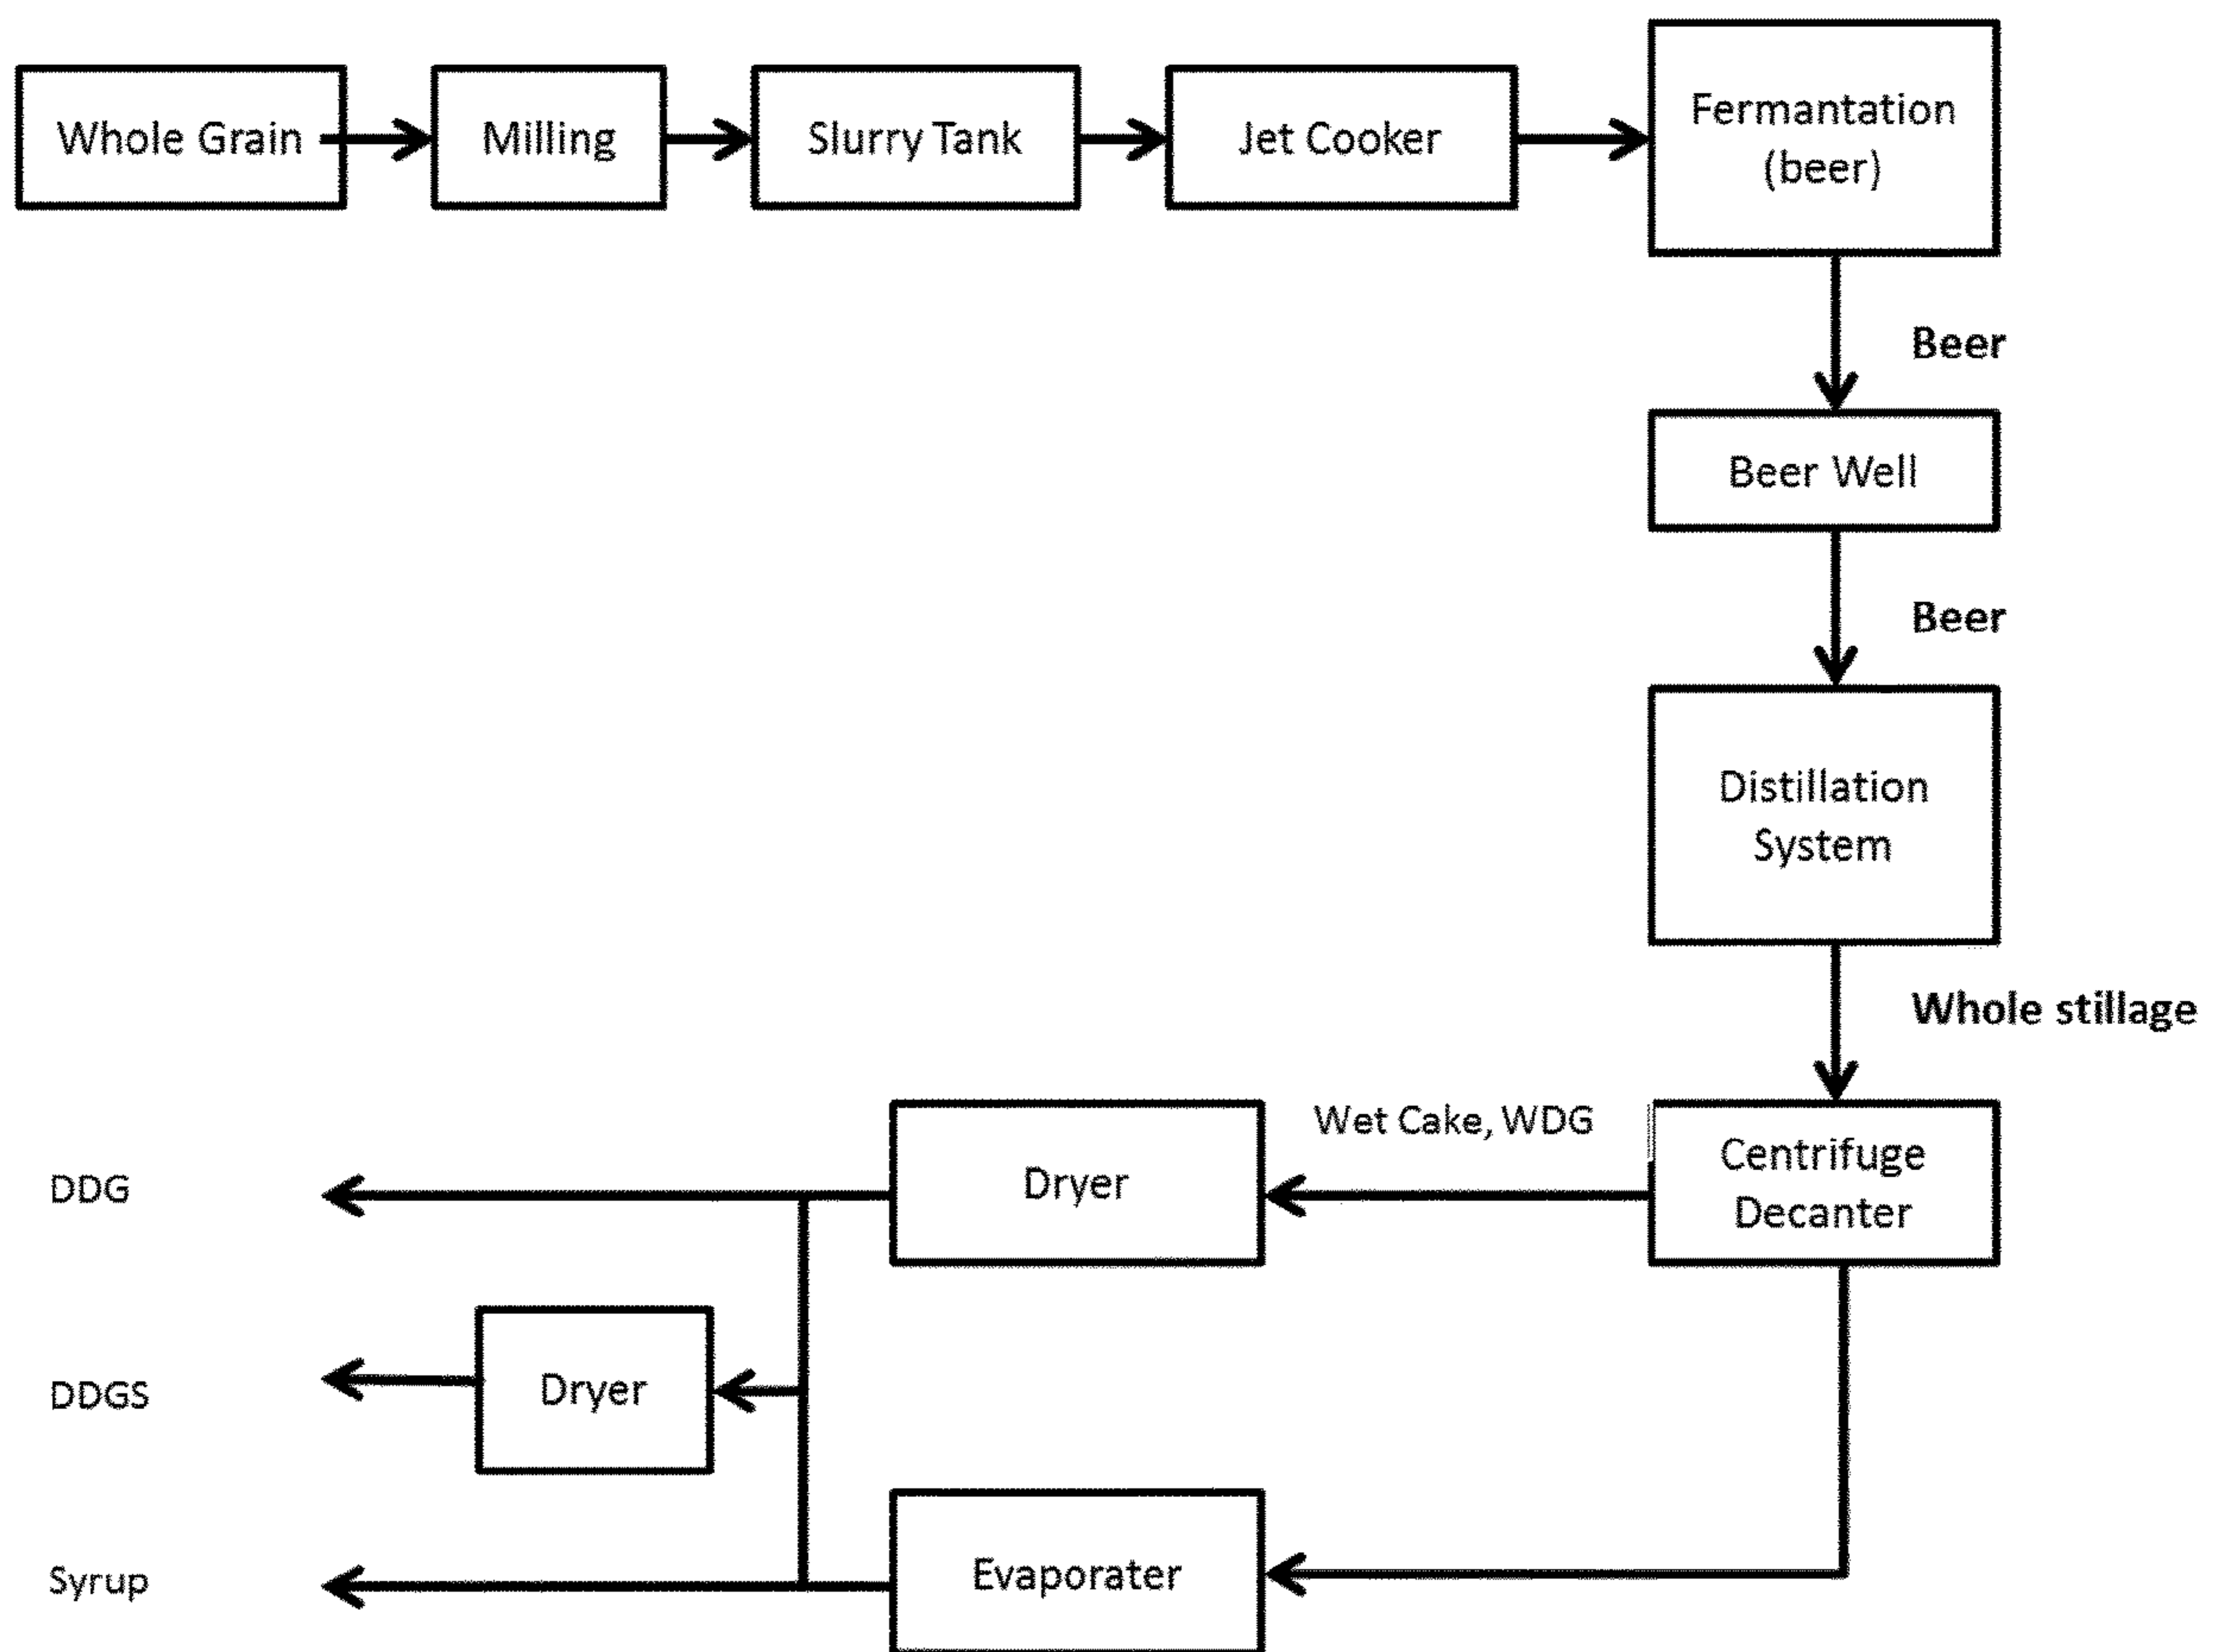 Whole Grain
Milling
Slurry Tank
Jet Cooker
Fermantation
(beer)
Beer
Beer Well
Beer
Distillation
System
Whole stillage
Centrifuge
Decanter
Wet Cake, WDG
Dryer
DDG
Dryer
DDGS
Evaporater
Syrup